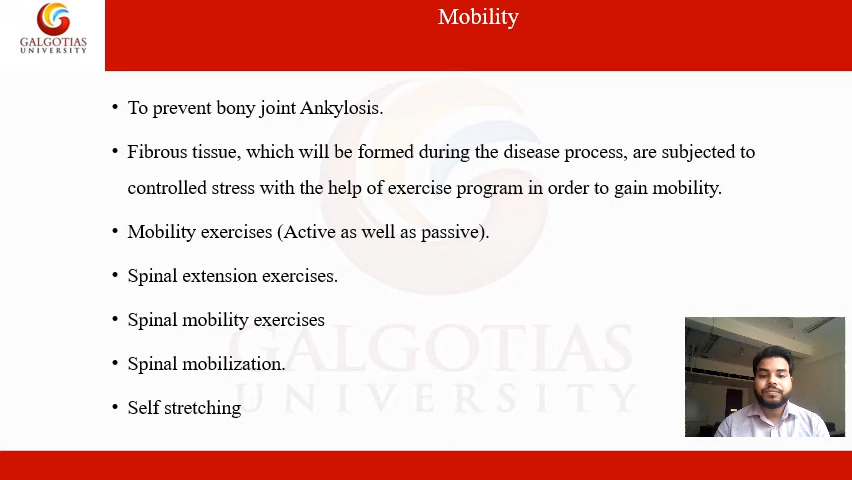 Mobility
GALGOTIAS
UNIVERSITY
• To prevent bony joint Ankylosis.
• Fibrous tissue, which will be formed during the disease process, are subjected to
controlled stress with the help of exercise program in order to gain mobility.
• Mobility exercises (Active as well as passive).
• Spinal extension exercises.
• Spinal mobility exercises
• Spinal mobilization.
• Self stretching
GALGOTIAS
UNIVERSITY